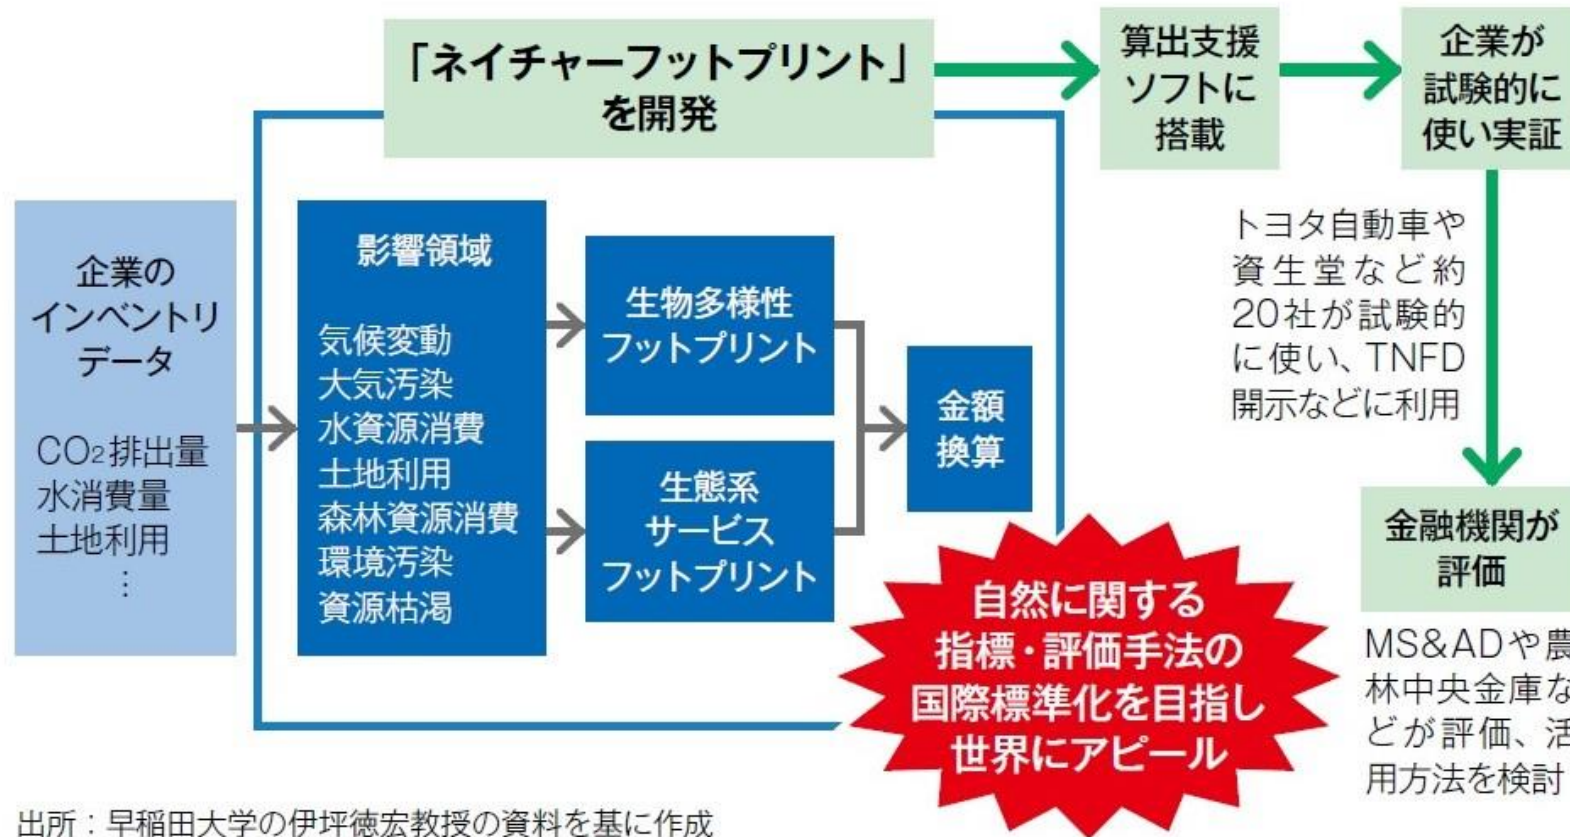 「ネイチャーフットプリント」
を開発
算出支援
ソフトに
搭載
企業が
試験的に
使い実証
企業の
インベントリ
データ
CO2排出量
水消費量
土地利用
⋮
影響領域
気候変動
大気汚染
水資源消費
土地利用
森林資源消費
環境汚染
資源枯渇
生物多様性
フットプリント
生態系
サービス
フットプリント
金額
換算
トヨタ自動車や
資生堂など約
20社が試験的
に使い、TNFD
開示などに利用
金融機関が
評価
MS&ADや農
林中央金庫な
どが評価、活
用方法を検討
自然に関する
指標・評価手法の
国際標準化を目指し
世界にアピール
出所：早稲田大学の伊坪徳宏教授の資料を基に作成